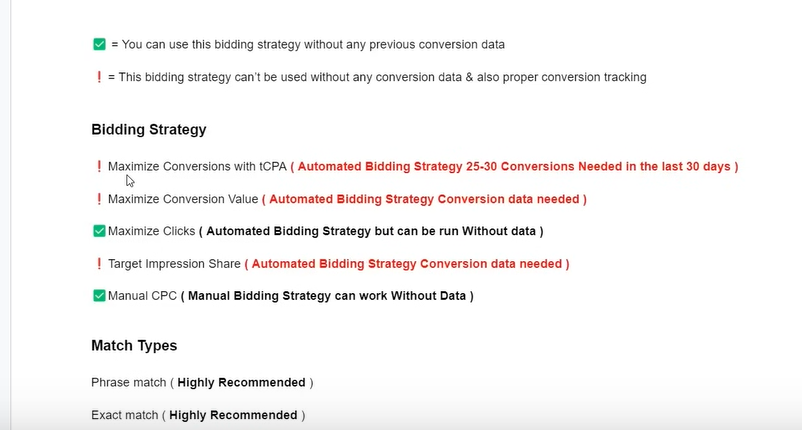 ✅ = You can use this bidding strategy without any previous conversion data
❗ = This bidding strategy can't be used without any conversion data & also proper conversion tracking
Bidding Strategy
❗ Maximize Conversions with tCPA ( Automated Bidding Strategy 25-30 Conversions Needed in the last 30 days )
❗ Maximize Conversion Value ( Automated Bidding Strategy Conversion data needed )
✅ Maximize Clicks ( Automated Bidding Strategy but can be run Without data )
❗ Target Impression Share ( Automated Bidding Strategy Conversion data needed )
✅ Manual CPC ( Manual Bidding Strategy can work Without Data )
Match Types
Phrase match ( Highly Recommended )
Exact match ( Highly Recommended )